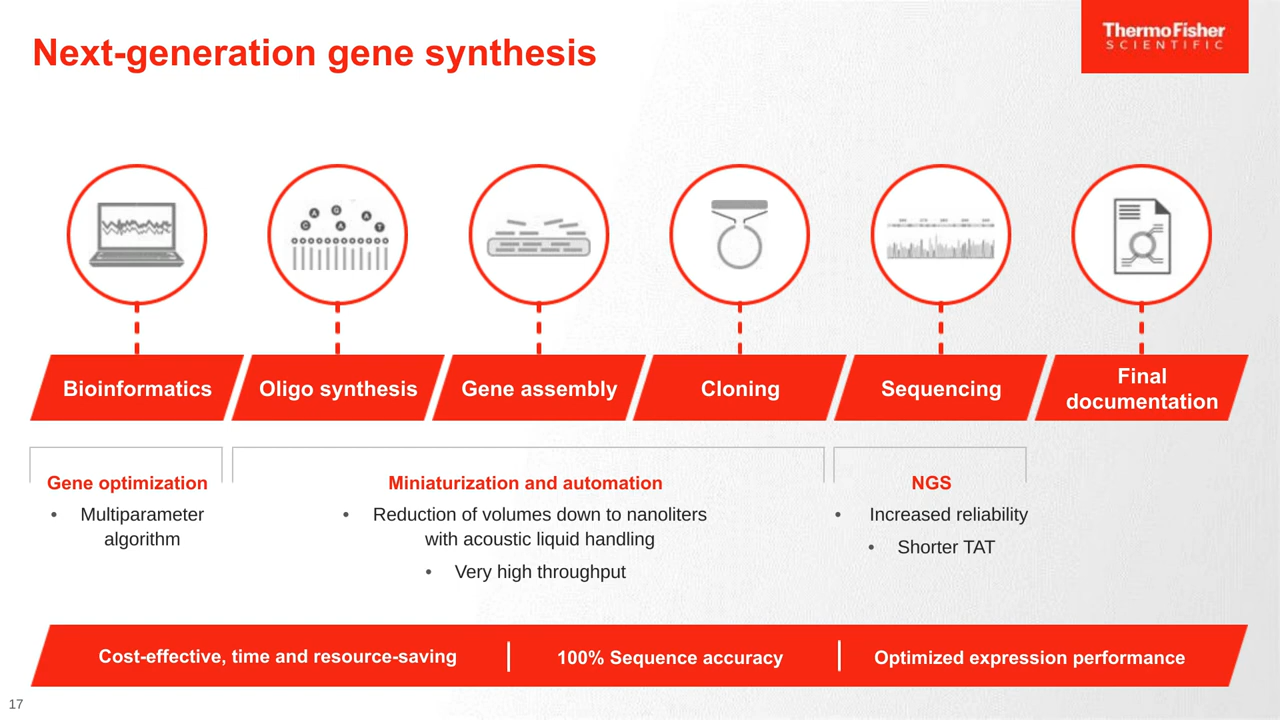 Next-generation gene synthesis
ThermoFisher
SCIENTIFIC
A
G
A
G
A
T
Bioinformatics
Oligo synthesis
Gene assembly
Cloning
Sequencing
Final
documentation
Gene optimization
• Multiparameter
algorithm
Miniaturization and automation
• Reduction of volumes down to nanoliters
with acoustic liquid handling
• Very high throughput
NGS
• Increased reliability
• Shorter TAT
Cost-effective, time and resource-saving
100% Sequence accuracy
Optimized expression performance
17